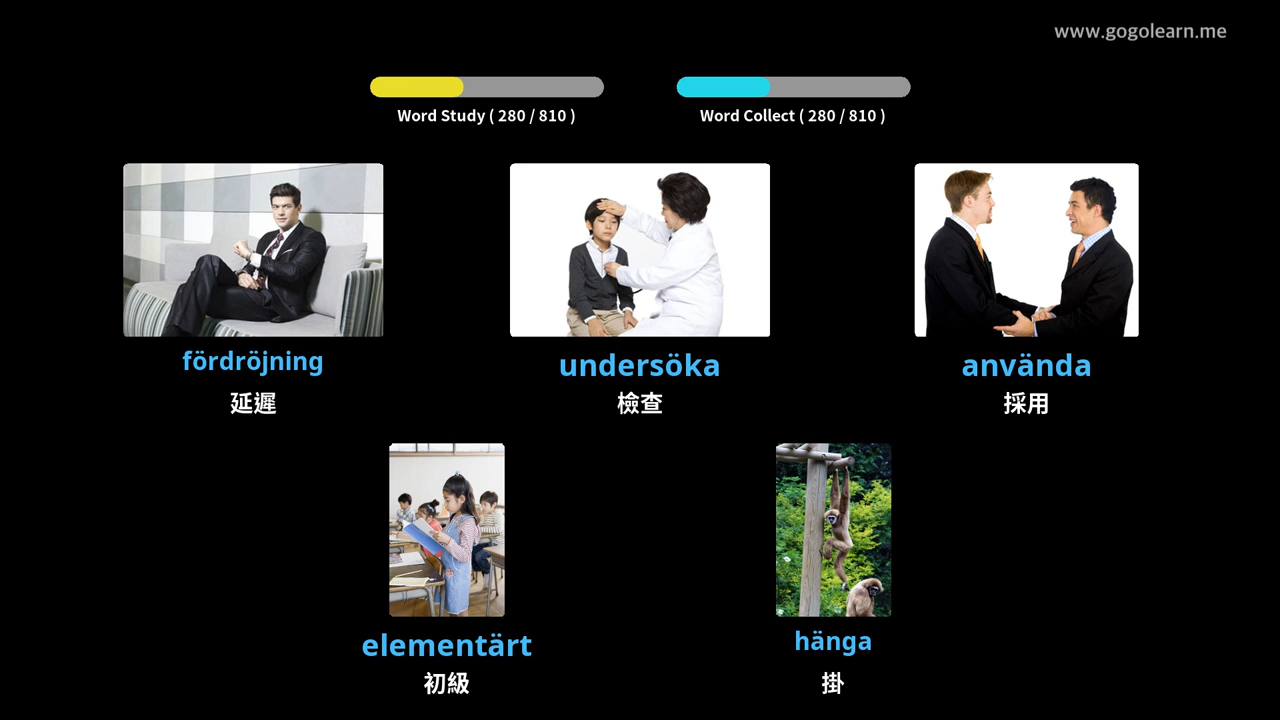 www.gogolearn.me
Word Study ( 280 / 810 )
Word Collect ( 280 / 810 )
fördröjning
延遲
undersöka
檢查
använda
採用
elementärt
初級
hänga
掛